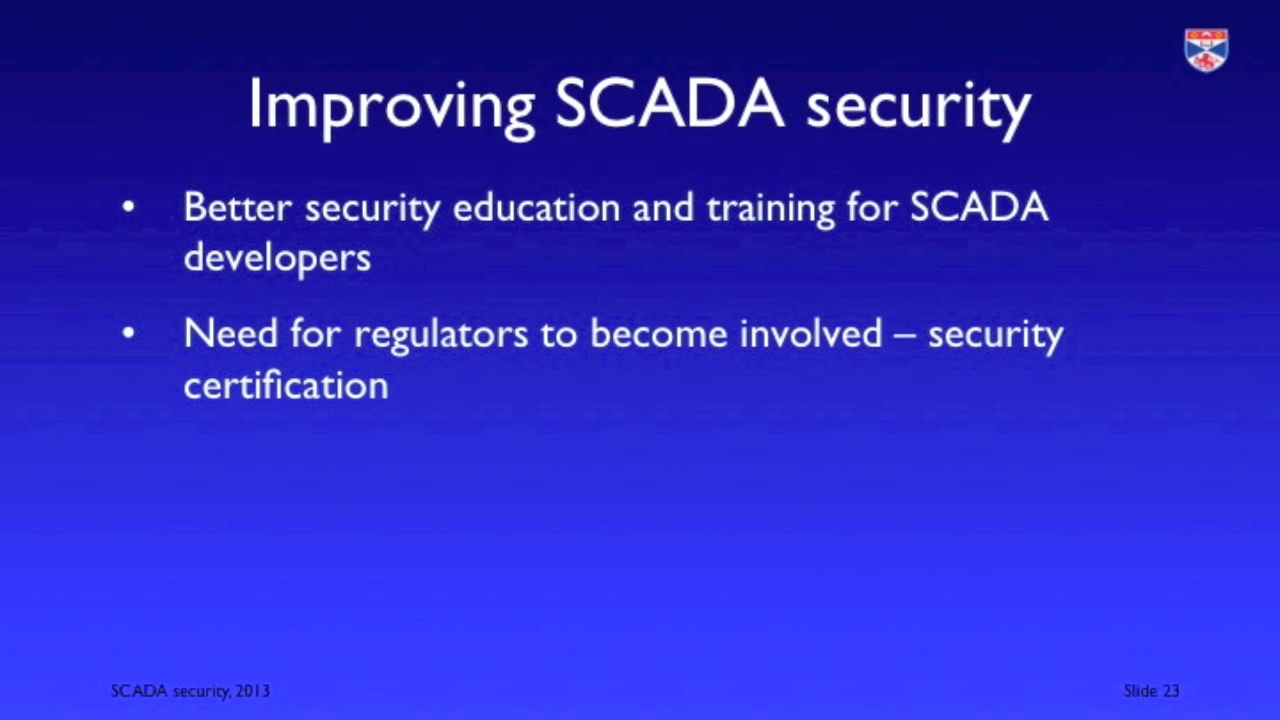 Improving SCADA security
• Better security education and training for SCADA
developers
• Need for regulators to become involved – security
certification
SCADA security, 2013
Slide 23